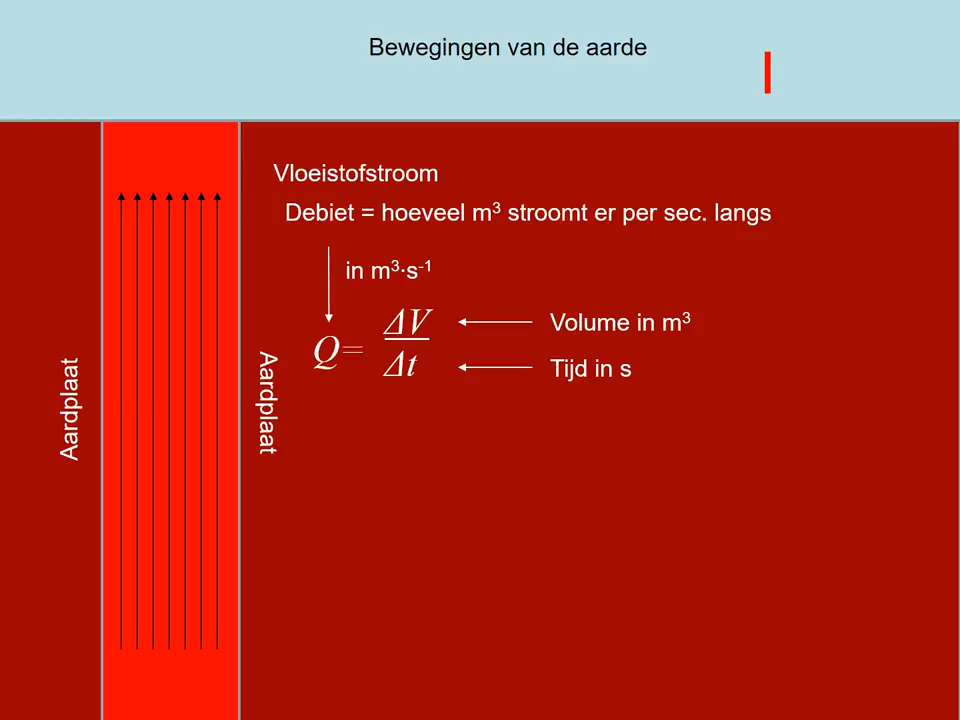 Bewegingen van de aarde
Vloeistofstroom
Debiet = hoeveel m³ stroomt er per sec. langs
in m³·s⁻¹
Q= ΔV
Δt
Volume in m³
Tijd in s
Aardplaat
Aardplaat